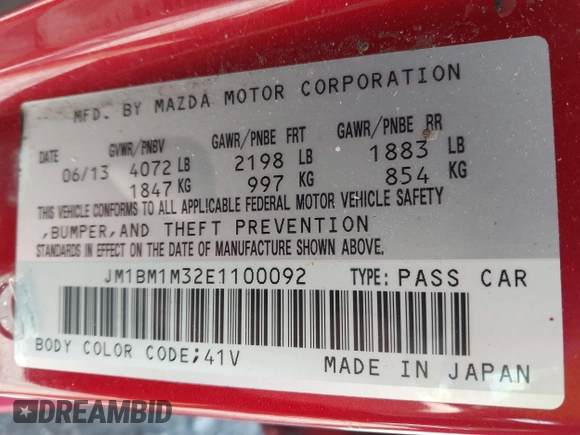 MFD. BY MAZDA MOTOR CORPORATION
DATE GVWR/PNBV GAWR/PNBE FRT GAWR/PNBE RR
06/13 4072 LB 2198 LB 1883 LB
1847 KG 997 KG 854 KG
THIS VEHICLE CONFORMS TO ALL APPLICABLE FEDERAL MOTOR VEHICLE SAFETY
,BUMPER,AND THEFT PREVENTION
STANDARDS IN EFFECT ON THE DATE OF MANUFACTURE SHOWN ABOVE.
JM1BM1M32E1100092 TYPE: PASS CAR
BODY COLOR CODE;41V MADE IN JAPAN
DREAMBID